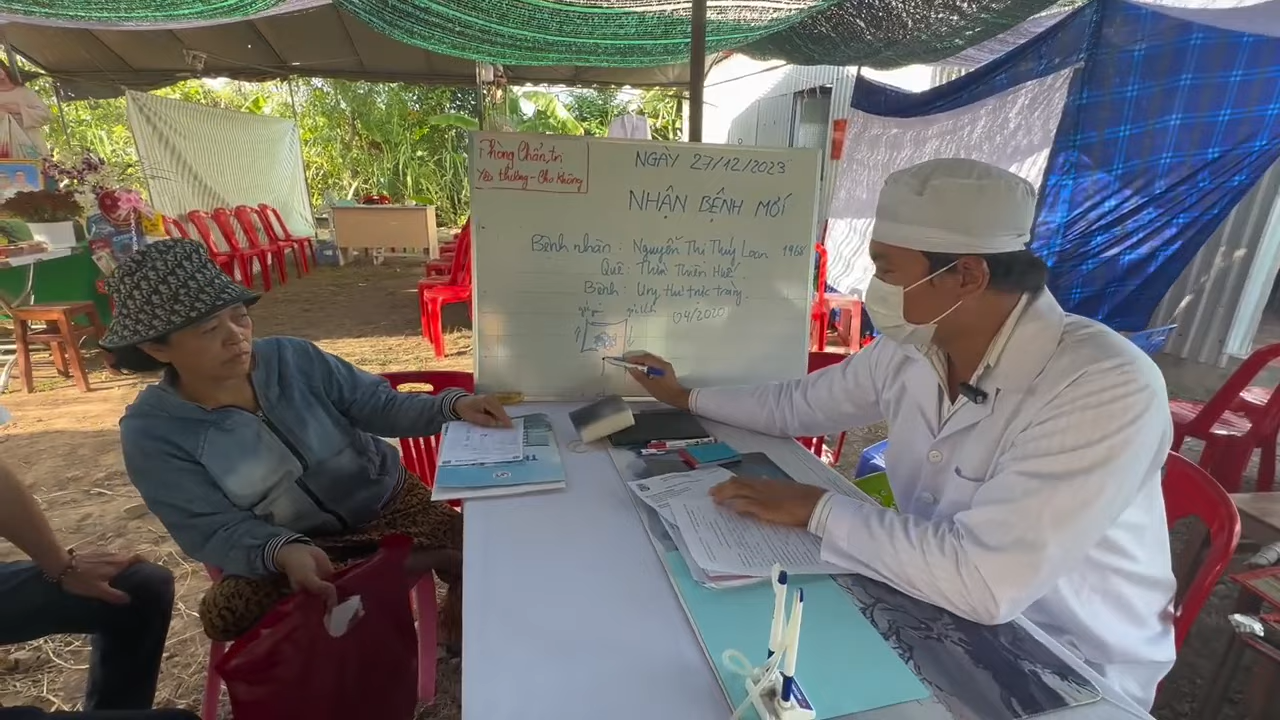 Phòng Chẩn, trị
Yêu thương - Cho Không
NGÀY 27/12/2023
NHẬN BỆNH MỚI
Bệnh nhân : Nguyễn Thị Thúy Loan 1968
Quê : Thừa Thiên Huế.
Bệnh : Ung thư trực tràng.
04/2020